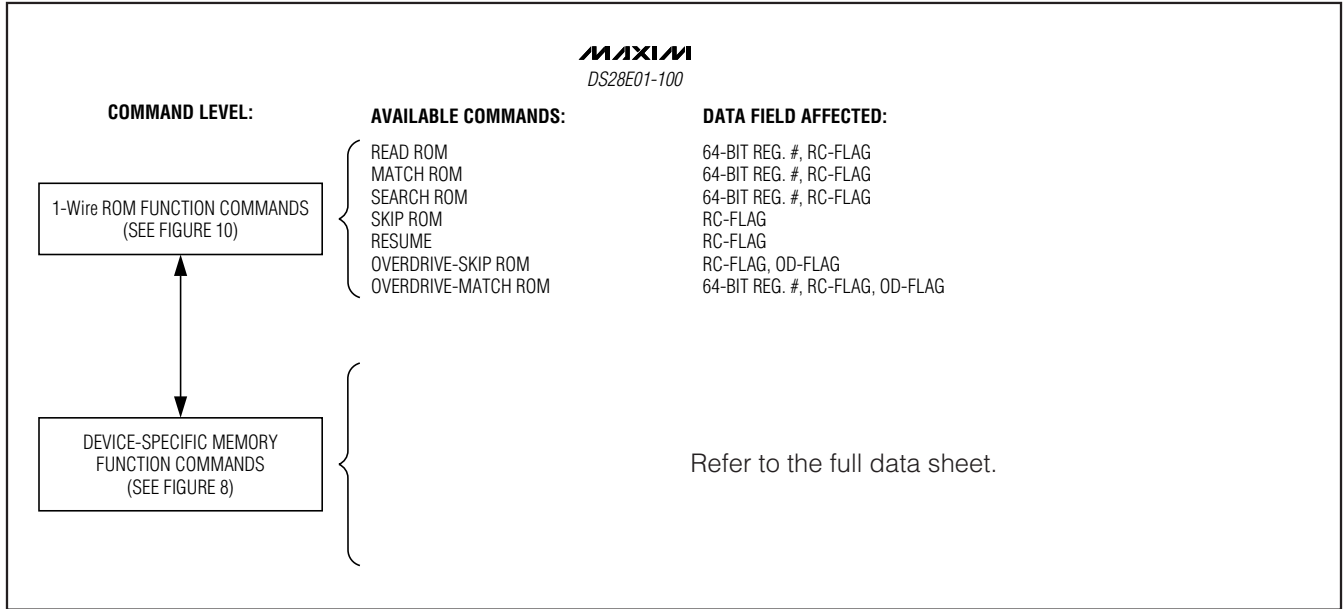 MAXIM
DS28E01-100
COMMAND LEVEL: AVAILABLE COMMANDS: DATA FIELD AFFECTED:
1-Wire ROM FUNCTION COMMANDS
(SEE FIGURE 10)
READ ROM 64-BIT REG. #, RC-FLAG
MATCH ROM 64-BIT REG. #, RC-FLAG
SEARCH ROM 64-BIT REG. #, RC-FLAG
SKIP ROM RC-FLAG
RESUME RC-FLAG
OVERDRIVE-SKIP ROM RC-FLAG, OD-FLAG
OVERDRIVE-MATCH ROM 64-BIT REG. #, RC-FLAG, OD-FLAG
DEVICE-SPECIFIC MEMORY
FUNCTION COMMANDS
(SEE FIGURE 8)
Refer to the full data sheet.